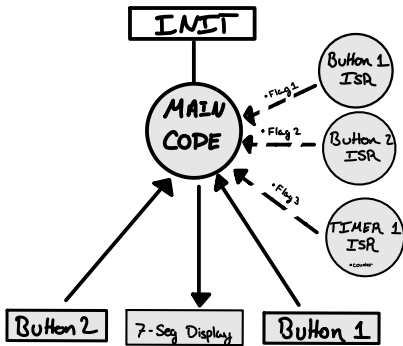 INIT
Button 1
ISR
•Flag 1
MAIN
CODE
•Flag 2
Button 2
ISR
•Flag 3
TIMER 1
ISR
•COUNTER
Button 2
7-Seg Display
Button 1